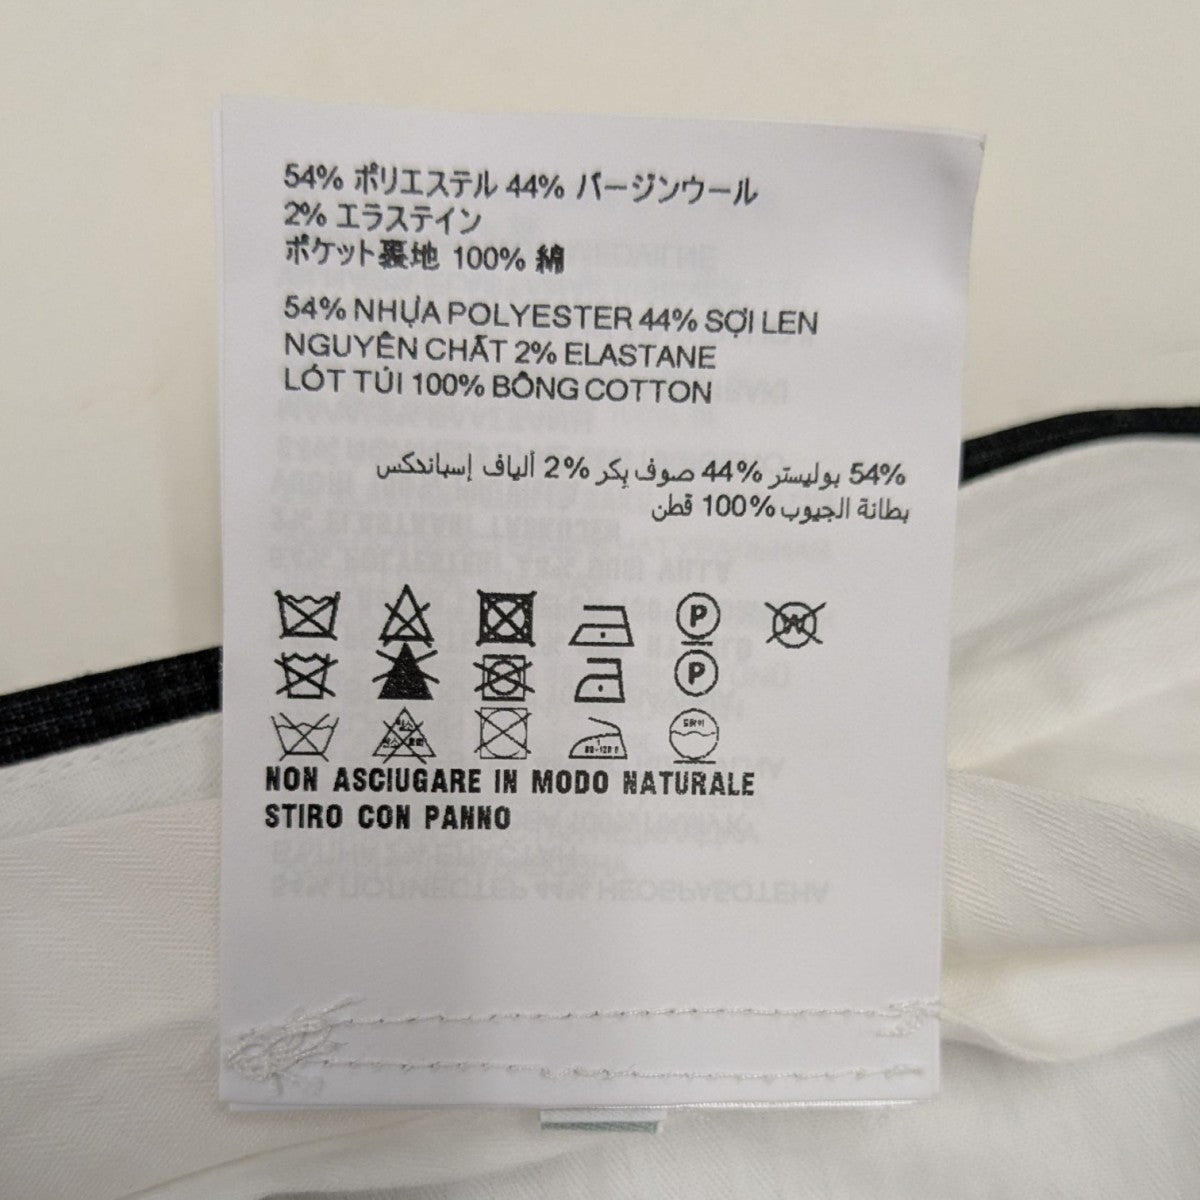 54% ポリエステル 44% バージンウール
2% エラステイン
ポケット裏地 100% 綿
54% NHỰA POLYESTER 44% SỢI LEN
NGUYÊN CHẤT 2% ELASTANE
LÓT TÚI 100% BÔNG COTTON
54% بوليستر 44% صوف بكر 2% ألياف إسباندكس
بطانة الجيوب 100% قطن
P W
P
NON ASCIUGARE IN MODO NATURALE
STIRO CON PANNO